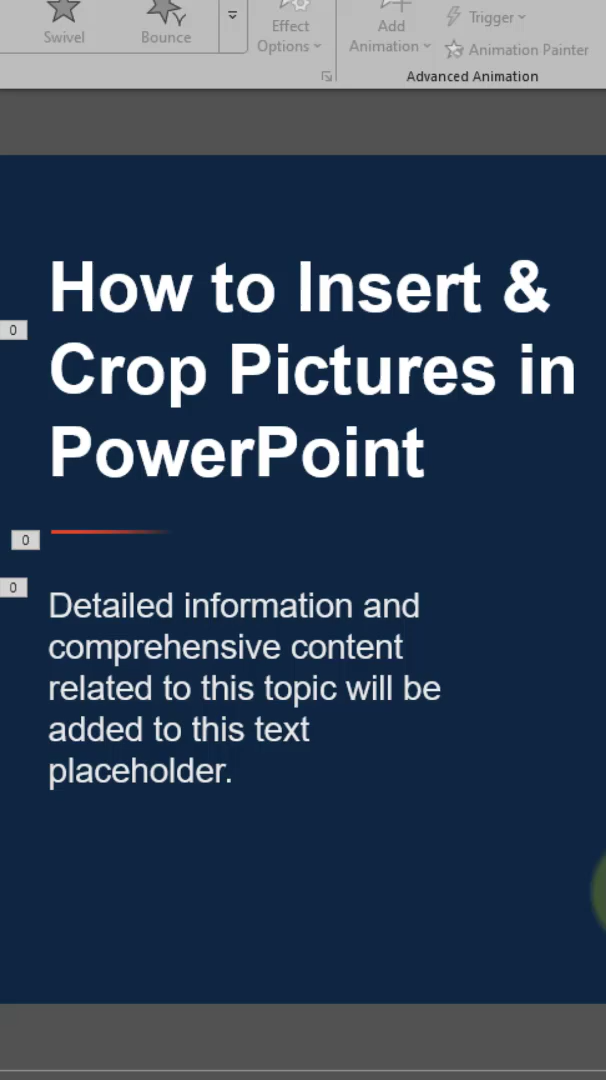 Swivel
Bounce
Effect
Options
Add
Animation
Trigger
Animation Painter
Advanced Animation
How to Insert &
0
Crop Pictures in
PowerPoint
0
0
Detailed information and
comprehensive content
related to this topic will be
added to this text
placeholder.